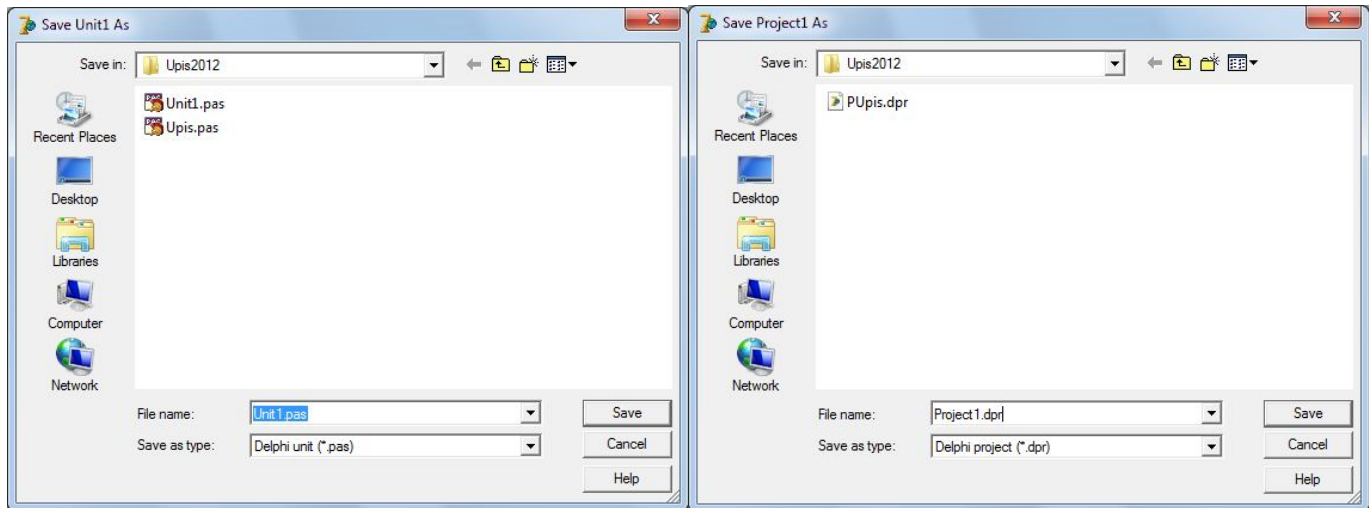 Save Unit1 As
Save in: Upis2012
Unit1.pas
Upis.pas
Recent Places
Desktop
Libraries
Computer
Network
File name: Unit1.pas Save
Save as type: Delphi unit (*.pas) Cancel
Help
Save Project1 As
Save in: Upis2012
PUpis.dpr
Recent Places
Desktop
Libraries
Computer
Network
File name: Project1.dpr Save
Save as type: Delphi project (*.dpr) Cancel
Help